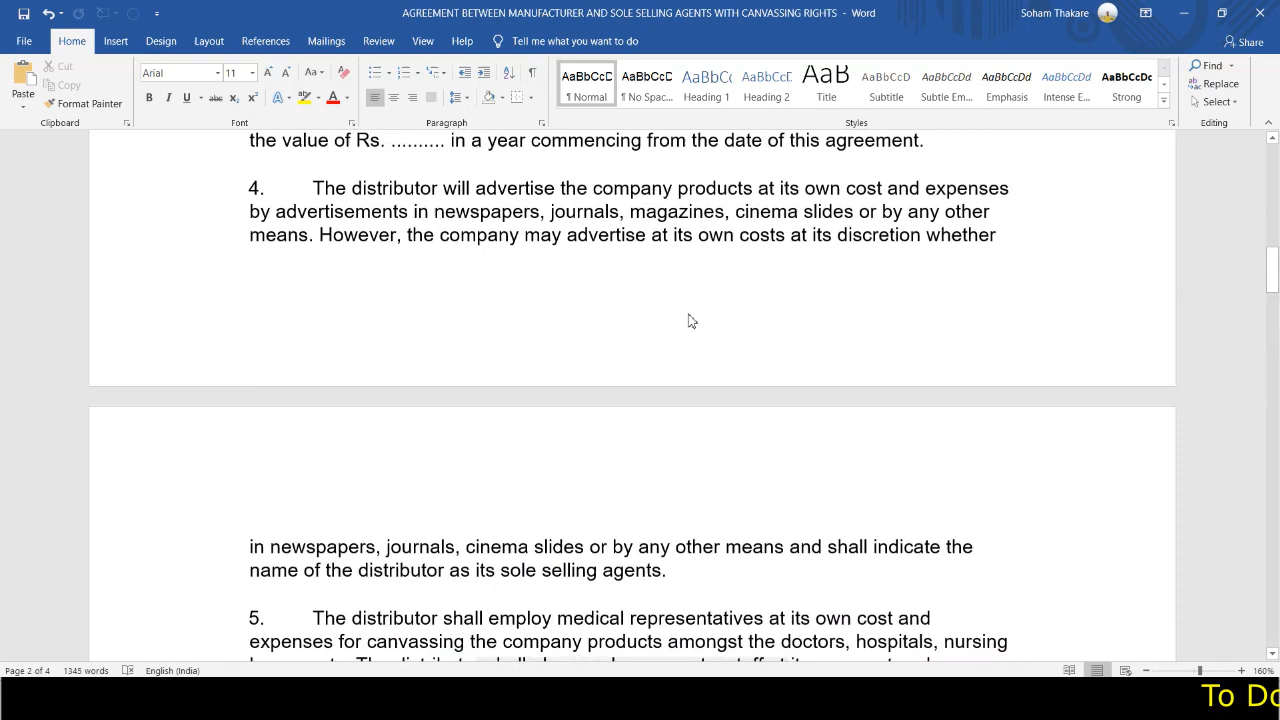 AGREEMENT BETWEEN MANUFACTURER AND SOLE SELLING AGENTS WITH CANVASSING RIGHTS - Word
Soham Thakare
File Home Insert Design Layout References Mailings Review View Help Tell me what you want to do
Share
Paste
Cut
Copy
Format Painter
Clipboard
Arial 11
Font
Paragraph
AaBbCcD ¶ Normal
AaBbCcD ¶ No Spac...
AaBbC Heading 1
AaBbCcD Heading 2
AaB Title
AaBbCcD Subtitle
AaBbCcDd Subtle Em...
AaBbCcDd Emphasis
AaBbCcDd Intense E...
AaBbCcDc Strong
Styles
Find
Replace
Select
Editing
the value of Rs. .......... in a year commencing from the date of this agreement.
4. The distributor will advertise the company products at its own cost and expenses
by advertisements in newspapers, journals, magazines, cinema slides or by any other
means. However, the company may advertise at its own costs at its discretion whether
in newspapers, journals, cinema slides or by any other means and shall indicate the
name of the distributor as its sole selling agents.
5. The distributor shall employ medical representatives at its own cost and
expenses for canvassing the company products amongst the doctors, hospitals, nursing
Page 2 of 4 1345 words English (India) 160%
To Do